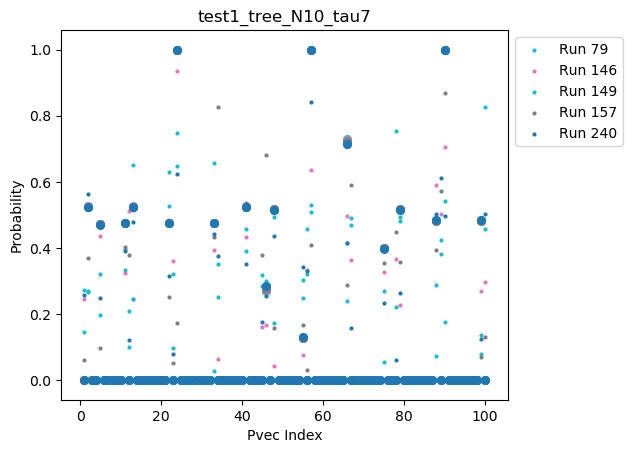 test1_tree_N10_tau7
1.0
0.8
0.6
0.4
0.2
0.0
Probability
0
20
40
60
80
100
Pvec Index
Run 79
Run 146
Run 149
Run 157
Run 240